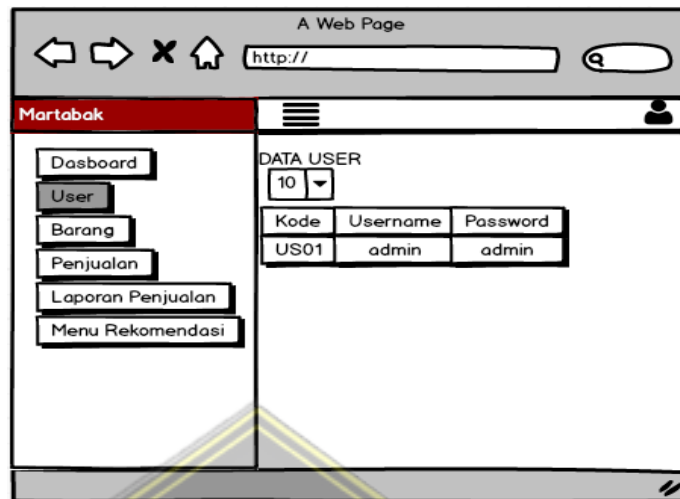 A Web Page
http://
Martabak
Dasboard
User
Barang
Penjualan
Laporan Penjualan
Menu Rekomendasi
DATA USER
10
Kode Username Password
US01 admin admin